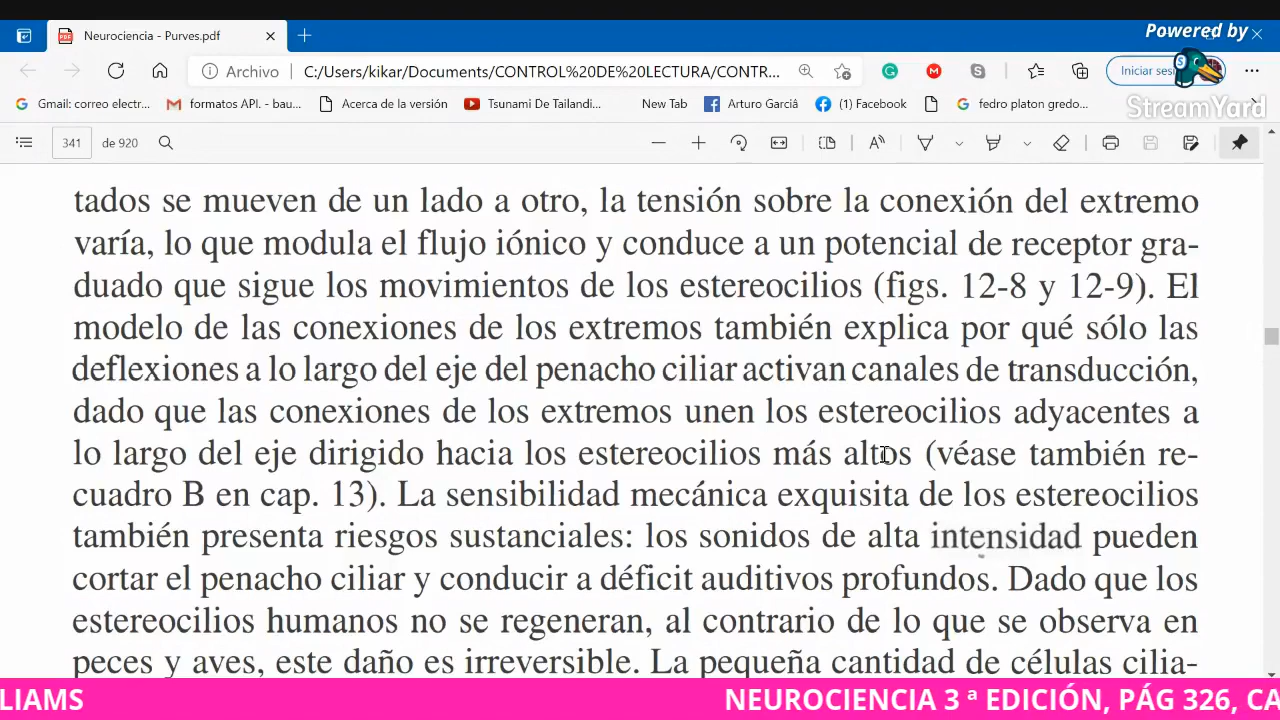 Neurociencia - Purves.pdf
Powered by
StreamYard
Archivo
C:/Users/kikar/Documen
NTROL%20DE%20LECTURA/CONTR...
Iniciar
Gmail: correo electr...
formatos API. - bau...
Acerca de la versió
Tsunami De Tailandi...
New Tab
Arturo Garciâ
(1) Facebook
fedro platon gredo...
341
de 920
tados se mueven de un lado a otro, la tensión sobre la conexión del extremo
varía, lo que modula el flujo iónico y conduce a un potencial de receptor gra-
duado que sigue los movimientos de los estereocilios (figs. 12-8 y 12-9). El
modelo de las conexiones de los extremos también explica por qué sólo las
deflexiones a lo largo del eje del penacho ciliar activan canales de transducción,
dado que las conexiones de los extremos unen los estereocilios adyacentes a
lo largo del eje dirigido hacia los estereocilios más altos (véase también re-
cuadro B en cap. 13). La sensibilidad mecánica exquisita de los estereocilios
también presenta riesgos sustanciales: los sonidos de alta intensidad pueden
cortar el penacho ciliar y conducir a déficit auditivos profundos. Dado que los
estereocilios humanos no se regeneran, al contrario de lo que se observa en
peces y aves, este daño es irreversible. La pequeña cantidad de células cilia-
LIAMS
NEUROCIENCIA 3 ª EDICIÓN, PÁG 326, CA